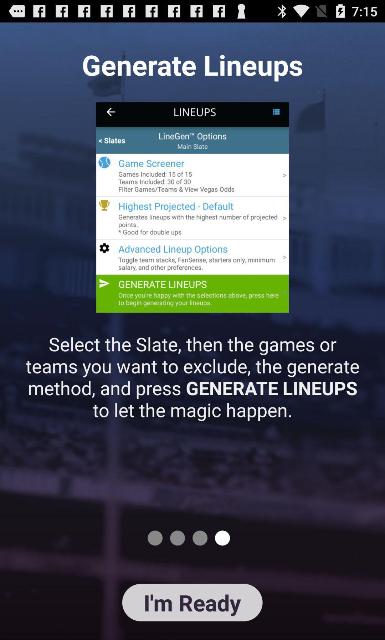 7:15
Generate Lineups
LINEUPS
< Slates
LineGen™ Options
Main Slate
Game Screener
Games Included: 15 of 15
Teams Included: 30 of 30
Filter Games/Teams & View Vegas Odds
>
Highest Projected - Default
Generates lineups with the highest number of projected
points.
* Good for double ups
>
Advanced Lineup Options
Toggle team stacks, FanSense, starters only, minimum
salary, and other preferences.
>
GENERATE LINEUPS
Once you're happy with the selections above, press here
to begin generating your lineups.
Select the Slate, then the games or
teams you want to exclude, the generate
method, and press GENERATE LINEUPS
to let the magic happen.
I'm Ready